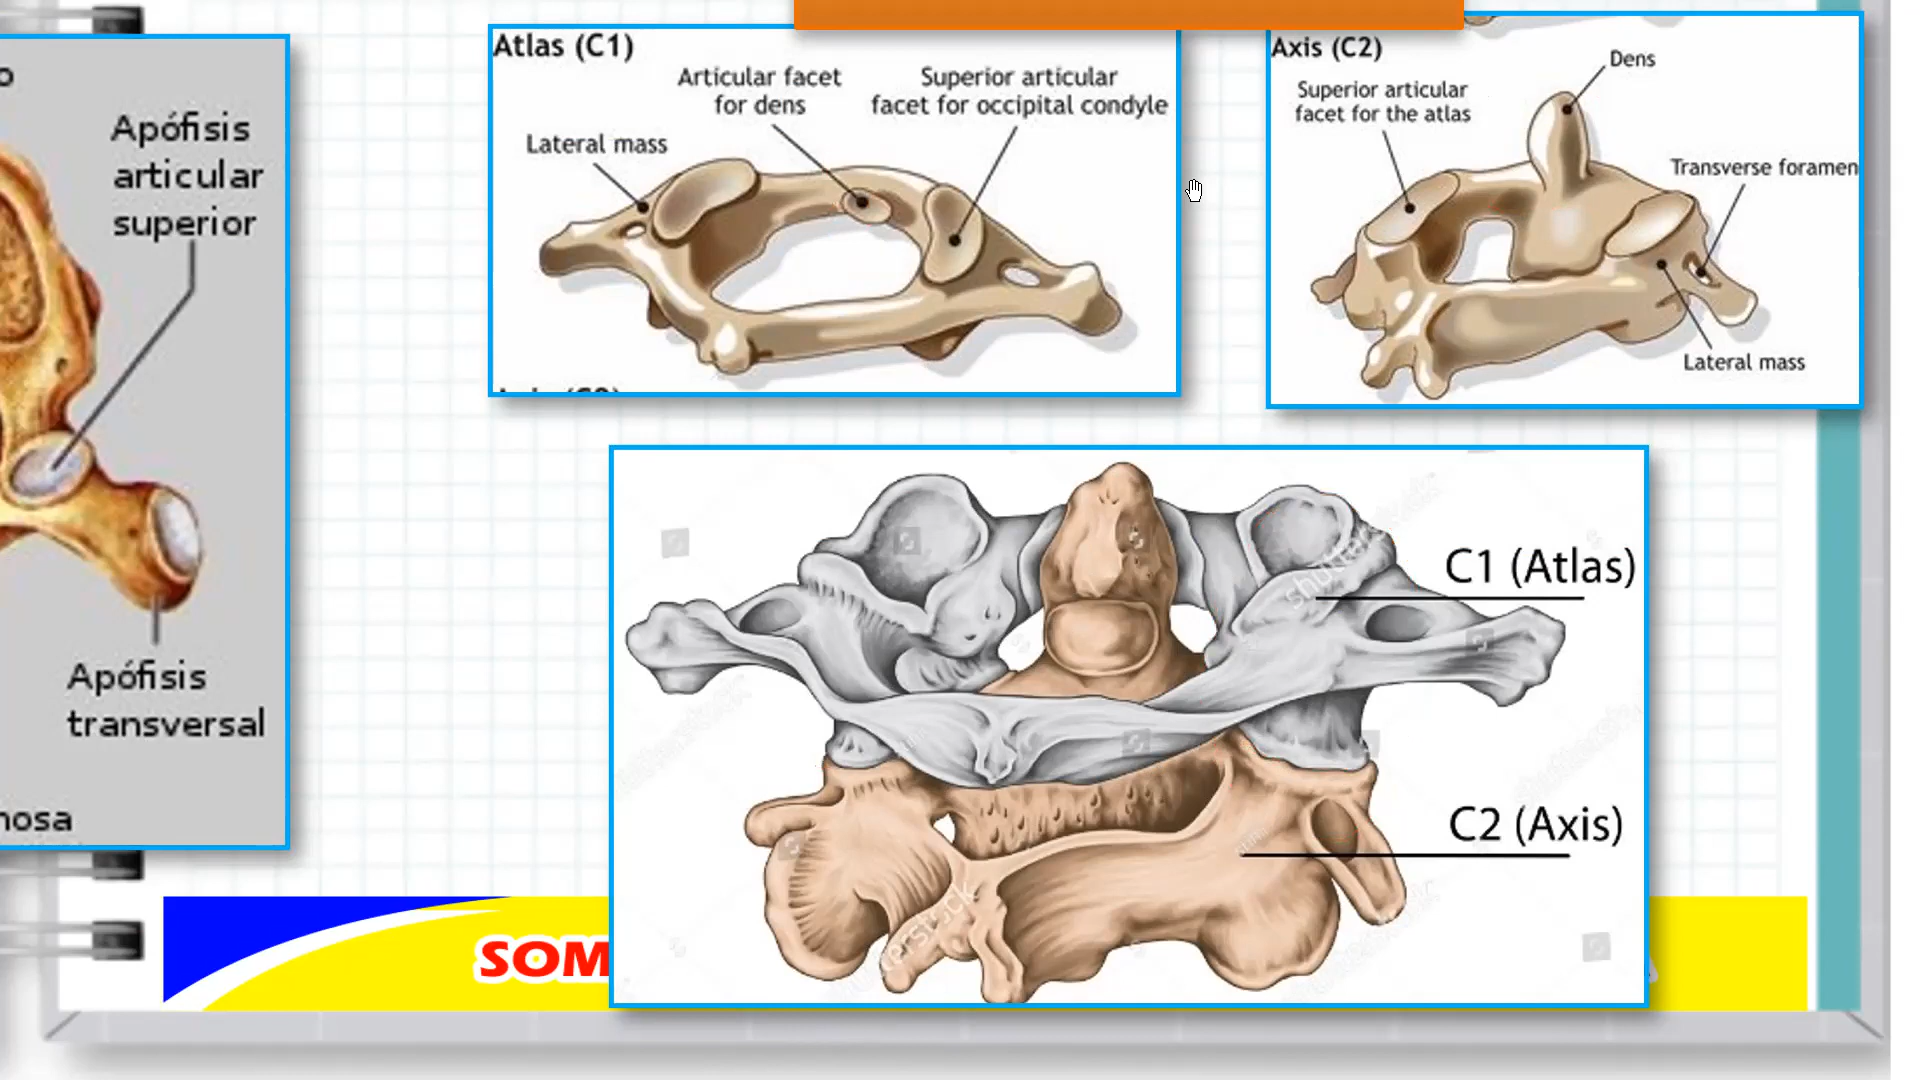 Apófisis
articular
superior
Apófisis
transversal
Atlas (C1)
Articular facet
for dens
Superior articular
facet for occipital condyle
Lateral mass
Axis (C2)
Dens
Superior articular
facet for the atlas
Transverse foramen
Lateral mass
C1 (Atlas)
C2 (Axis)
SOM
shutterstock